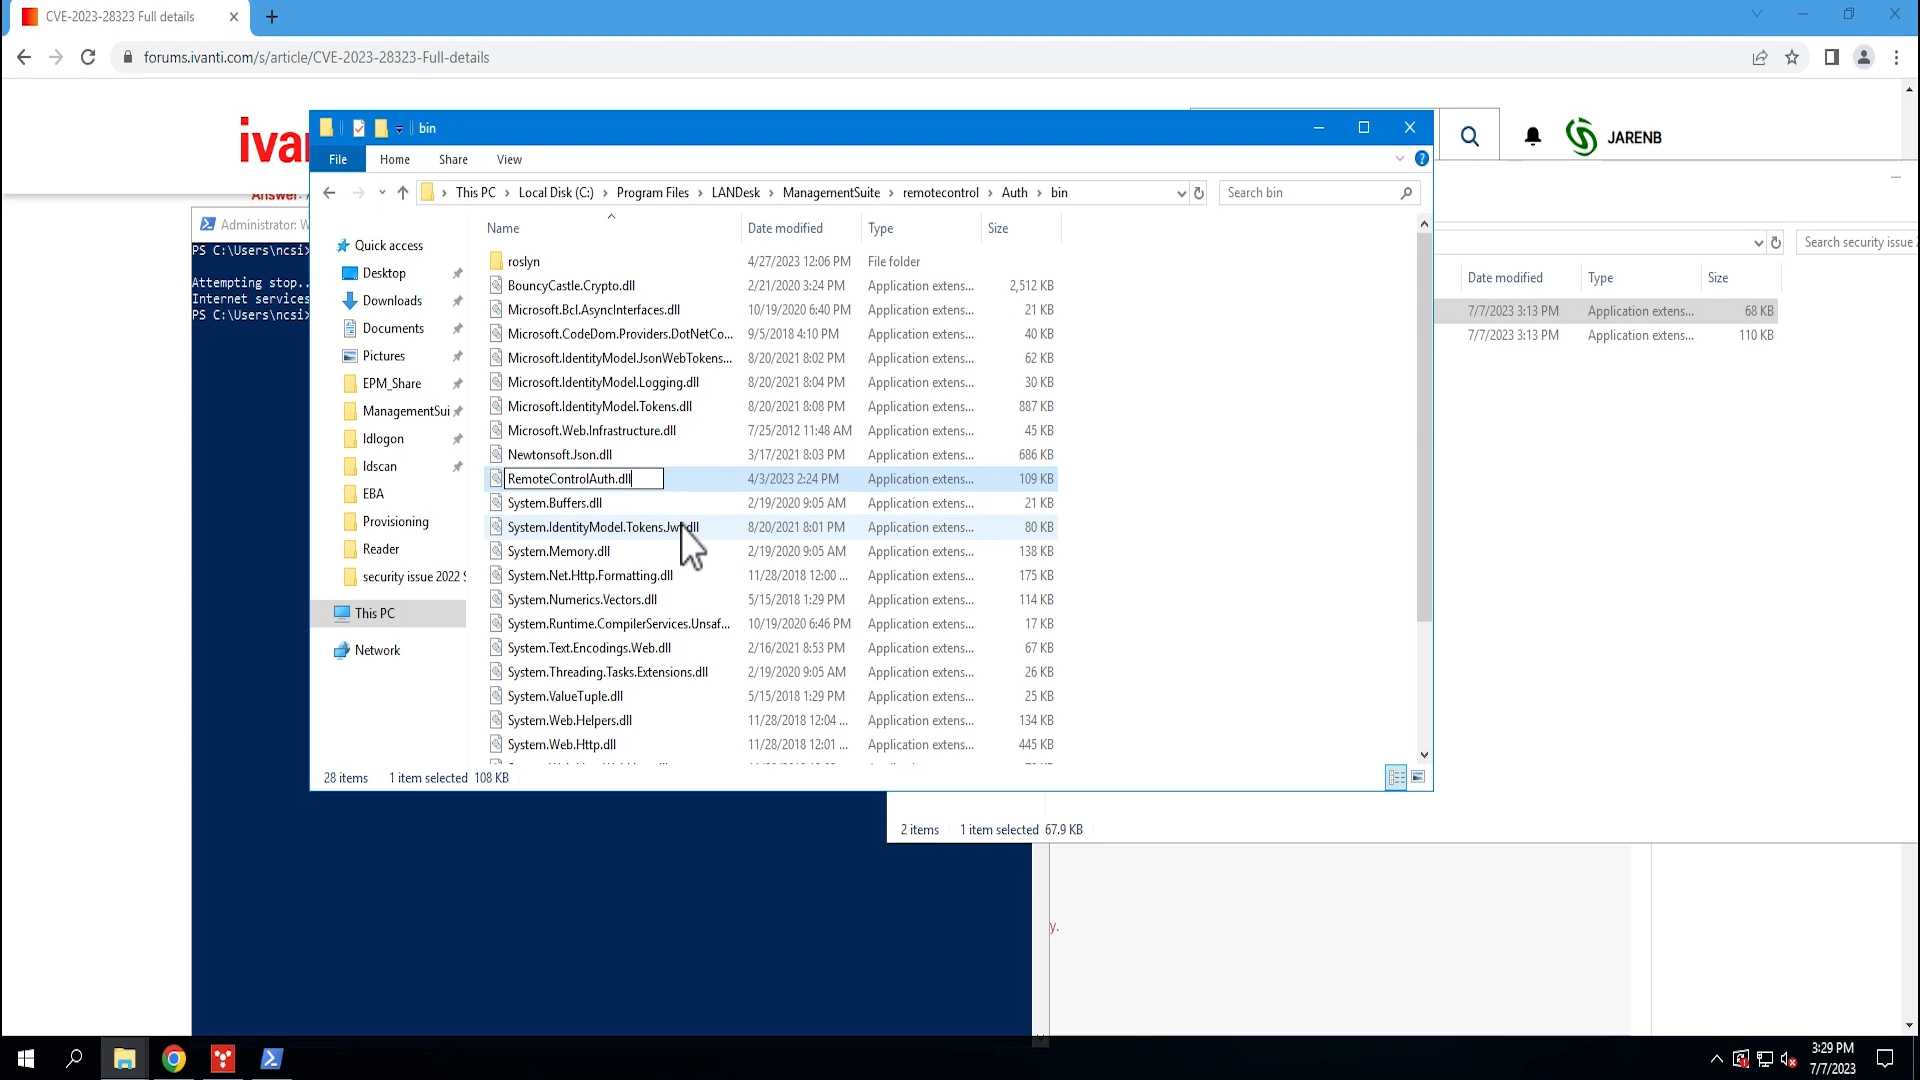 CVE-2023-28323 Full details
forums.ivanti.com/s/article/CVE-2023-28323-Full-details
JARENB
Answer:
bin
File Home Share View
This PC Local Disk (C:) Program Files LANDesk ManagementSuite remotecontrol Auth bin
Search bin
Administrator: W
PS C:\Users\ncsi>
Attempting stop..
Internet services
PS C:\Users\ncsi>
Quick access
Desktop
Downloads
Documents
Pictures
EPM_Share
ManagementSui
ldlogon
ldscan
EBA
Provisioning
Reader
security issue 2022
This PC
Network
Name Date modified Type Size
roslyn 4/27/2023 12:06 PM File folder
BouncyCastle.Crypto.dll 2/21/2020 3:24 PM Application extens... 2,512 KB
Microsoft.Bcl.AsyncInterfaces.dll 10/19/2020 6:40 PM Application extens... 21 KB
Microsoft.CodeDom.Providers.DotNetCo... 9/5/2018 4:10 PM Application extens... 40 KB
Microsoft.IdentityModel.JsonWebTokens... 8/20/2021 8:02 PM Application extens... 62 KB
Microsoft.IdentityModel.Logging.dll 8/20/2021 8:04 PM Application extens... 30 KB
Microsoft.IdentityModel.Tokens.dll 8/20/2021 8:08 PM Application extens... 887 KB
Microsoft.Web.Infrastructure.dll 7/25/2012 11:48 AM Application extens... 45 KB
Newtonsoft.Json.dll 3/17/2021 8:03 PM Application extens... 686 KB
RemoteControlAuth.dll 4/3/2023 2:24 PM Application extens... 109 KB
System.Buffers.dll 2/19/2020 9:05 AM Application extens... 21 KB
System.IdentityModel.Tokens.Jwt.dll 8/20/2021 8:01 PM Application extens... 80 KB
System.Memory.dll 2/19/2020 9:05 AM Application extens... 138 KB
System.Net.Http.Formatting.dll 11/28/2018 12:00 ... Application extens... 175 KB
System.Numerics.Vectors.dll 5/15/2018 1:29 PM Application extens... 114 KB
System.Runtime.CompilerServices.Unsaf... 10/19/2020 6:46 PM Application extens... 17 KB
System.Text.Encodings.Web.dll 2/16/2021 8:53 PM Application extens... 67 KB
System.Threading.Tasks.Extensions.dll 2/19/2020 9:05 AM Application extens... 26 KB
System.ValueTuple.dll 5/15/2018 1:29 PM Application extens... 25 KB
System.Web.Helpers.dll 11/28/2018 12:04 ... Application extens... 134 KB
System.Web.Http.dll 11/28/2018 12:01 ... Application extens... 445 KB
28 items 1 item selected 108 KB
Search security issue
Date modified Type Size
7/7/2023 3:13 PM Application extens... 68 KB
7/7/2023 3:13 PM Application extens... 110 KB
2 items 1 item selected 67.9 KB
y.
3:29 PM
7/7/2023